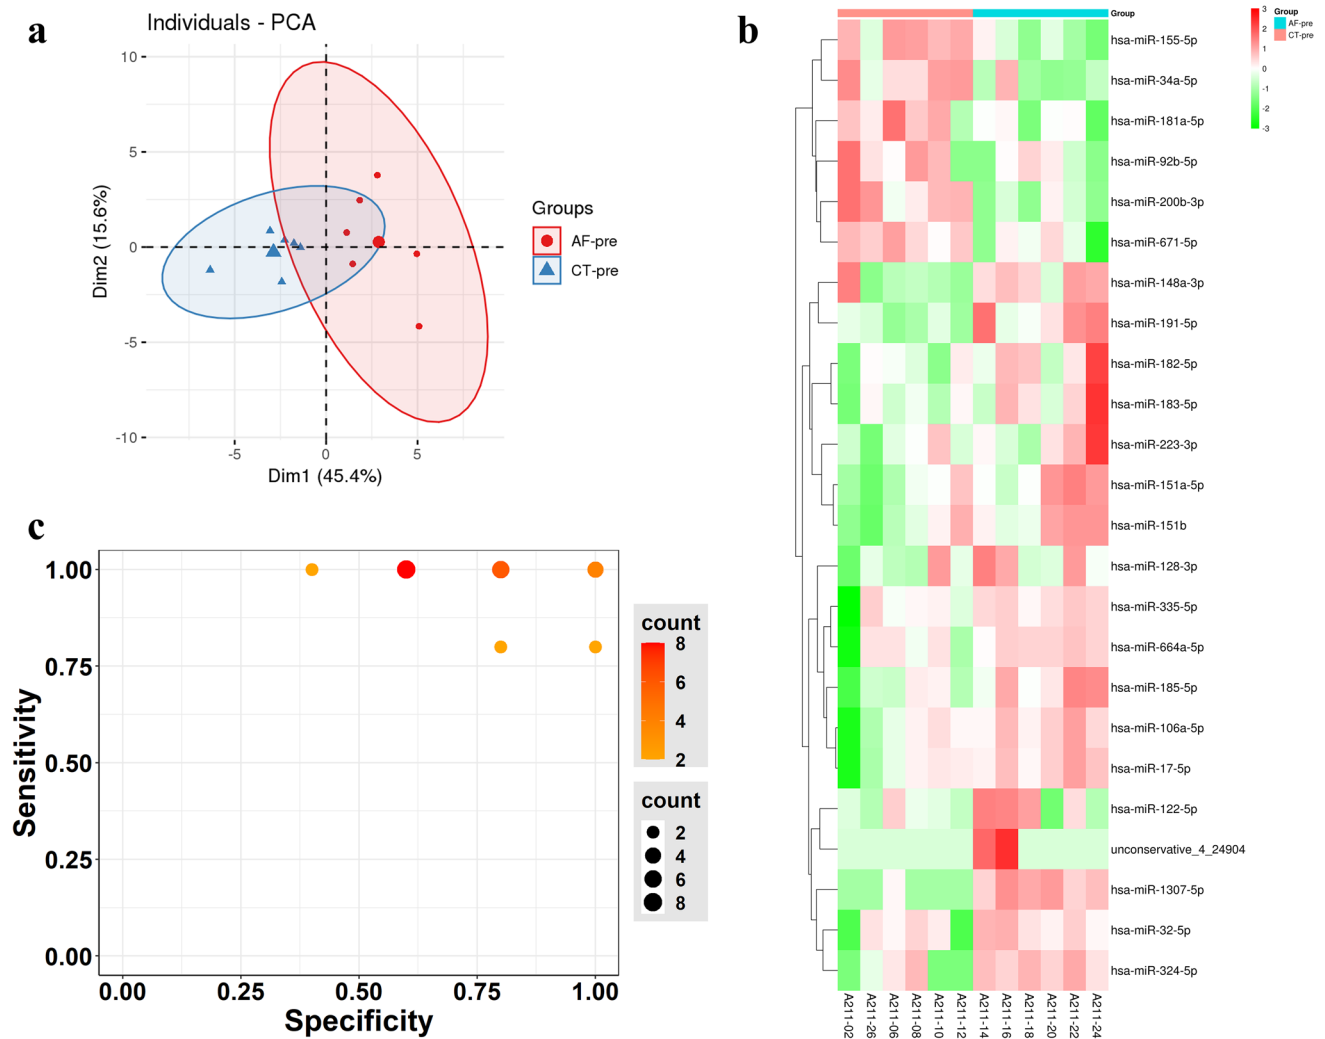 a
Individuals - PCA
10
5
0
-5
-10
-5
0
5
Dim2 (15.6%)
Dim1 (45.4%)
Groups
AF-pre
CT-pre
b
Group
hsa-miR-155-5p
hsa-miR-34a-5p
hsa-miR-181a-5p
hsa-miR-92b-5p
hsa-miR-200b-3p
hsa-miR-671-5p
hsa-miR-148a-3p
hsa-miR-191-5p
hsa-miR-182-5p
hsa-miR-183-5p
hsa-miR-223-3p
hsa-miR-151a-5p
hsa-miR-151b
hsa-miR-128-3p
hsa-miR-335-5p
hsa-miR-664a-5p
hsa-miR-185-5p
hsa-miR-106a-5p
hsa-miR-17-5p
hsa-miR-122-5p
unconservative_4_24904
hsa-miR-1307-5p
hsa-miR-32-5p
hsa-miR-324-5p
A211-02
A211-26
A211-06
A211-08
A211-10
A211-12
A211-14
A211-16
A211-18
A211-20
A211-22
A211-24
3
2
1
0
-1
-2
-3
Group
AF-pre
CT-pre
c
1.00
0.75
0.50
0.25
0.00
0.00
0.25
0.50
0.75
1.00
Sensitivity
Specificity
count
8
6
4
2
count
2
4
6
8